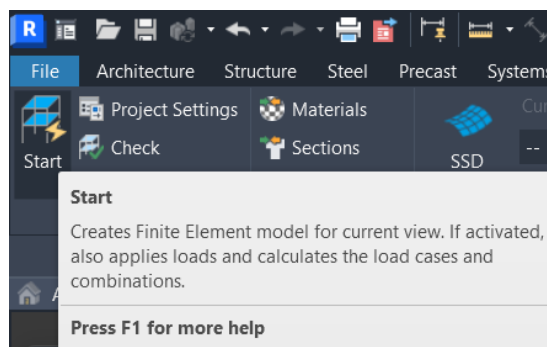 R
File Architecture Structure Steel Precast Systems
Start
Project Settings
Check
Materials
Sections
SSD
Cur
--
Start
Creates Finite Element model for current view. If activated,
also applies loads and calculates the load cases and
combinations.
Press F1 for more help